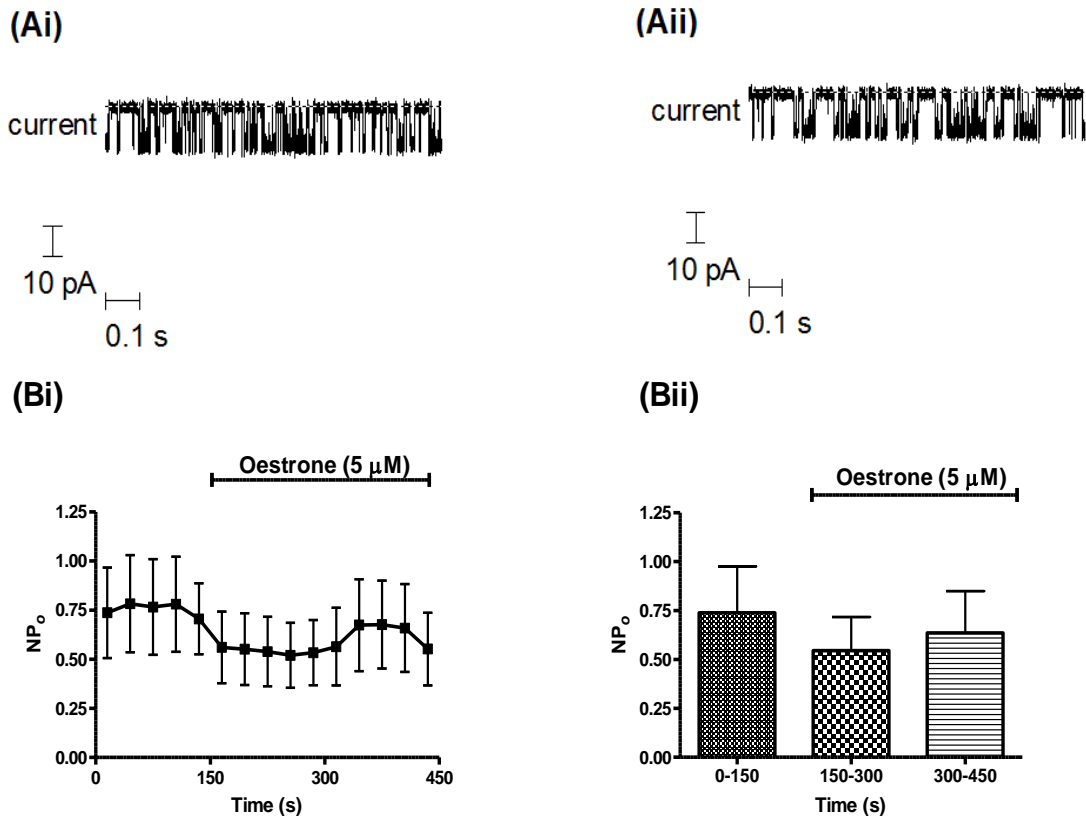 (Ai)
current
10 pA
0.1 s
(Aii)
current
10 pA
0.1 s
(Bi)
Oestrone (5 μM)
1.25
1.00
0.75
0.50
0.25
0.00
NPo
0 150 300 450
Time (s)
(Bii)
Oestrone (5 μM)
1.25
1.00
0.75
0.50
0.25
0.00
NPo
0-150 150-300 300-450
Time (s)